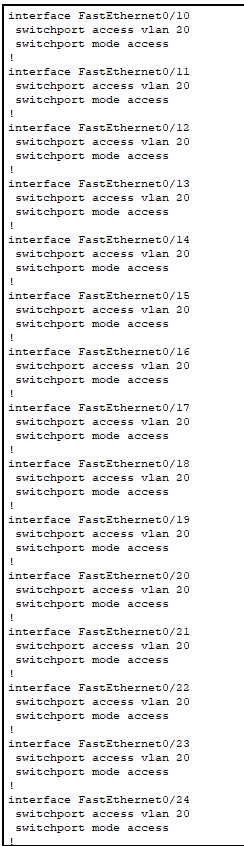 interface FastEthernet0/10
 switchport access vlan 20
 switchport mode access
!
interface FastEthernet0/11
 switchport access vlan 20
 switchport mode access
!
interface FastEthernet0/12
 switchport access vlan 20
 switchport mode access
!
interface FastEthernet0/13
 switchport access vlan 20
 switchport mode access
!
interface FastEthernet0/14
 switchport access vlan 20
 switchport mode access
!
interface FastEthernet0/15
 switchport access vlan 20
 switchport mode access
!
interface FastEthernet0/16
 switchport access vlan 20
 switchport mode access
!
interface FastEthernet0/17
 switchport access vlan 20
 switchport mode access
!
interface FastEthernet0/18
 switchport access vlan 20
 switchport mode access
!
interface FastEthernet0/19
 switchport access vlan 20
 switchport mode access
!
interface FastEthernet0/20
 switchport access vlan 20
 switchport mode access
!
interface FastEthernet0/21
 switchport access vlan 20
 switchport mode access
!
interface FastEthernet0/22
 switchport access vlan 20
 switchport mode access
!
interface FastEthernet0/23
 switchport access vlan 20
 switchport mode access
!
interface FastEthernet0/24
 switchport access vlan 20
 switchport mode access
!